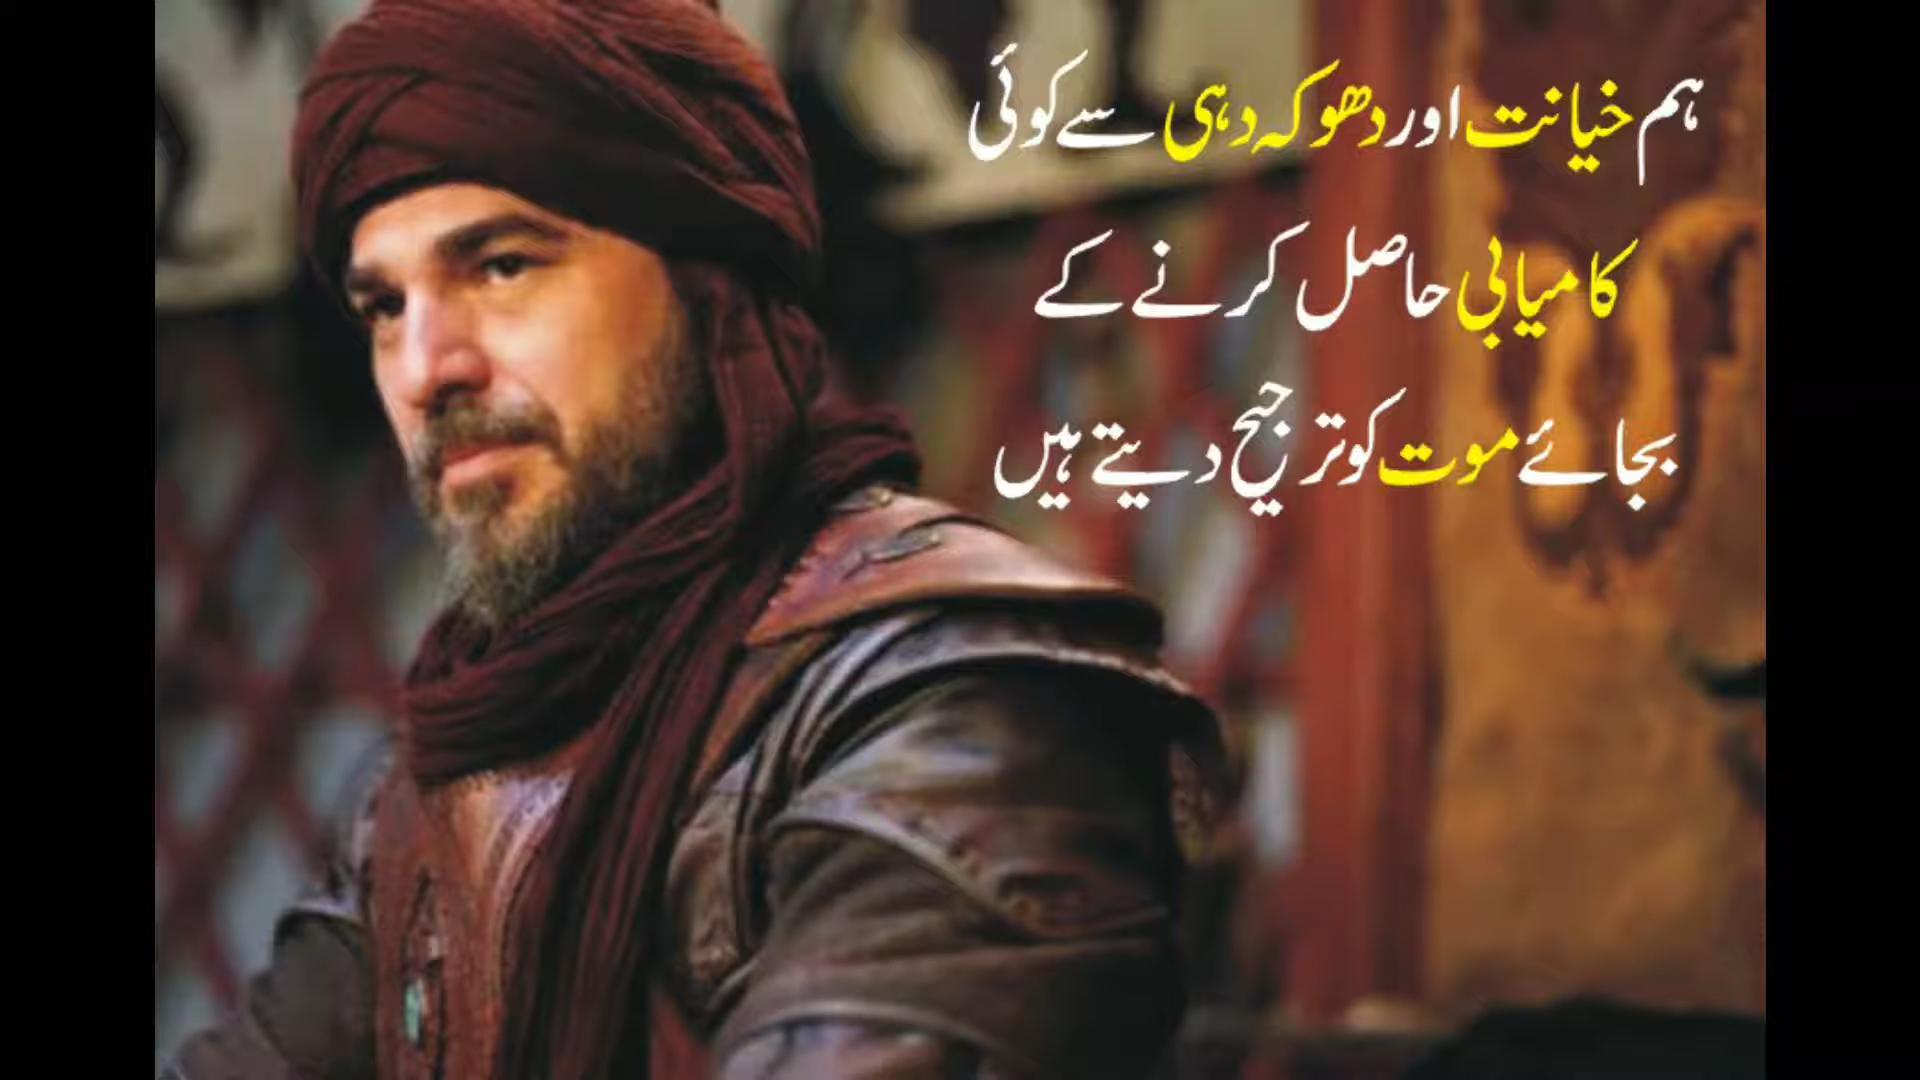 ہم خیانت اور دھوکہ دہی سے کوئی
کامیابی حاصل کرنے کے
بجائے موت کو ترجیح دیتے ہیں